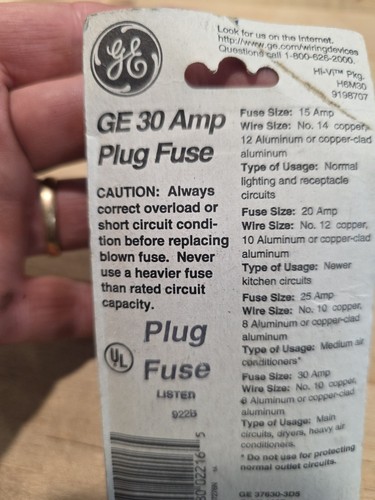 GE
Look for us on the Internet.
http://www.ge.com/wiringdevices
Questions call 1-800-626-2000.
HI-VI™ Pkg.
H6M30
9198707
GE 30 Amp
Plug Fuse
CAUTION: Always
correct overload or
short circuit condi-
tion before replacing
blown fuse. Never
use a heavier fuse
than rated circuit
capacity.
Plug
Fuse
UL
LISTED
922B
Fuse Size: 15 Amp
Wire Size: No. 14 copper,
12 Aluminum or copper-clad
aluminum
Type of Usage: Normal
lighting and receptacle
circuits
Fuse Size: 20 Amp
Wire Size: No. 12 copper,
10 Aluminum or copper-clad
aluminum
Type of Usage: Newer
kitchen circuits
Fuse Size: 25 Amp
Wire Size: No. 10 copper,
8 Aluminum or copper-clad
aluminum
Type of Usage: Medium air
conditioners*
Fuse Size: 30 Amp
Wire Size: No. 10 copper,
Aluminum or copper-clad
aluminum
Type of Usage: Main
circuits, dryers, heavy air
conditioners.
* Do not use for protecting
normal outlet circuits.
GE 37630-3DS